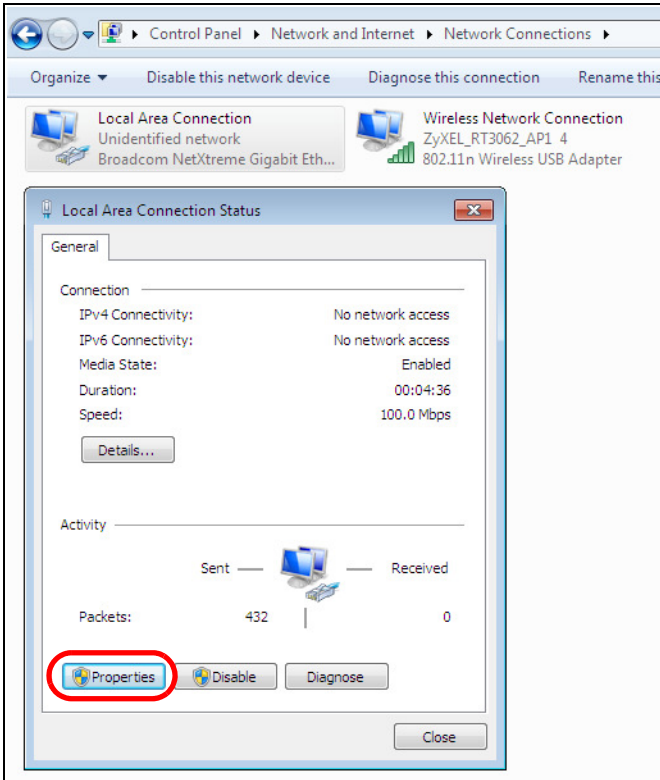 Control Panel Network and Internet Network Connections
Organize Disable this network device Diagnose this connection Rename this
Local Area Connection
Unidentified network
Broadcom NetXtreme Gigabit Eth...
Wireless Network Connection
ZyXEL_RT3062_AP1 4
802.11n Wireless USB Adapter
Local Area Connection Status
General
Connection
IPv4 Connectivity: No network access
IPv6 Connectivity: No network access
Media State: Enabled
Duration: 00:04:36
Speed: 100.0 Mbps
Details...
Activity
Sent Received
Packets: 432 0
Properties Disable Diagnose
Close